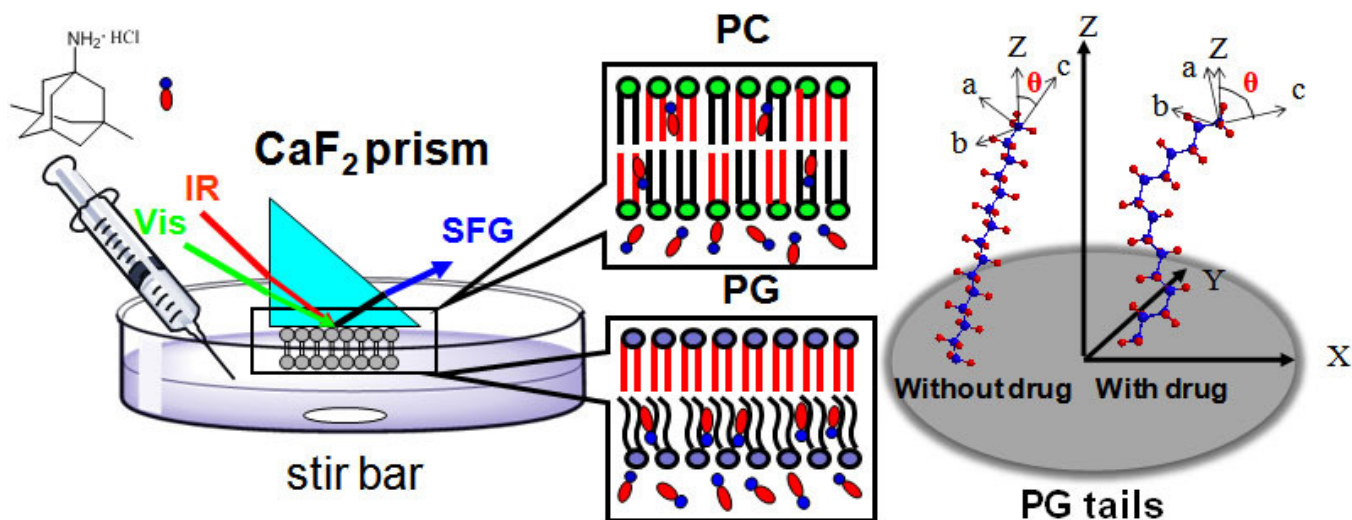 NH₂· HCl
CaF₂ prism
IR
Vis
SFG
stir bar
PC
PG
Z
Z
c
θ
a
b
Z
a
θ
b
c
Y
X
Without drug
With drug
PG tails